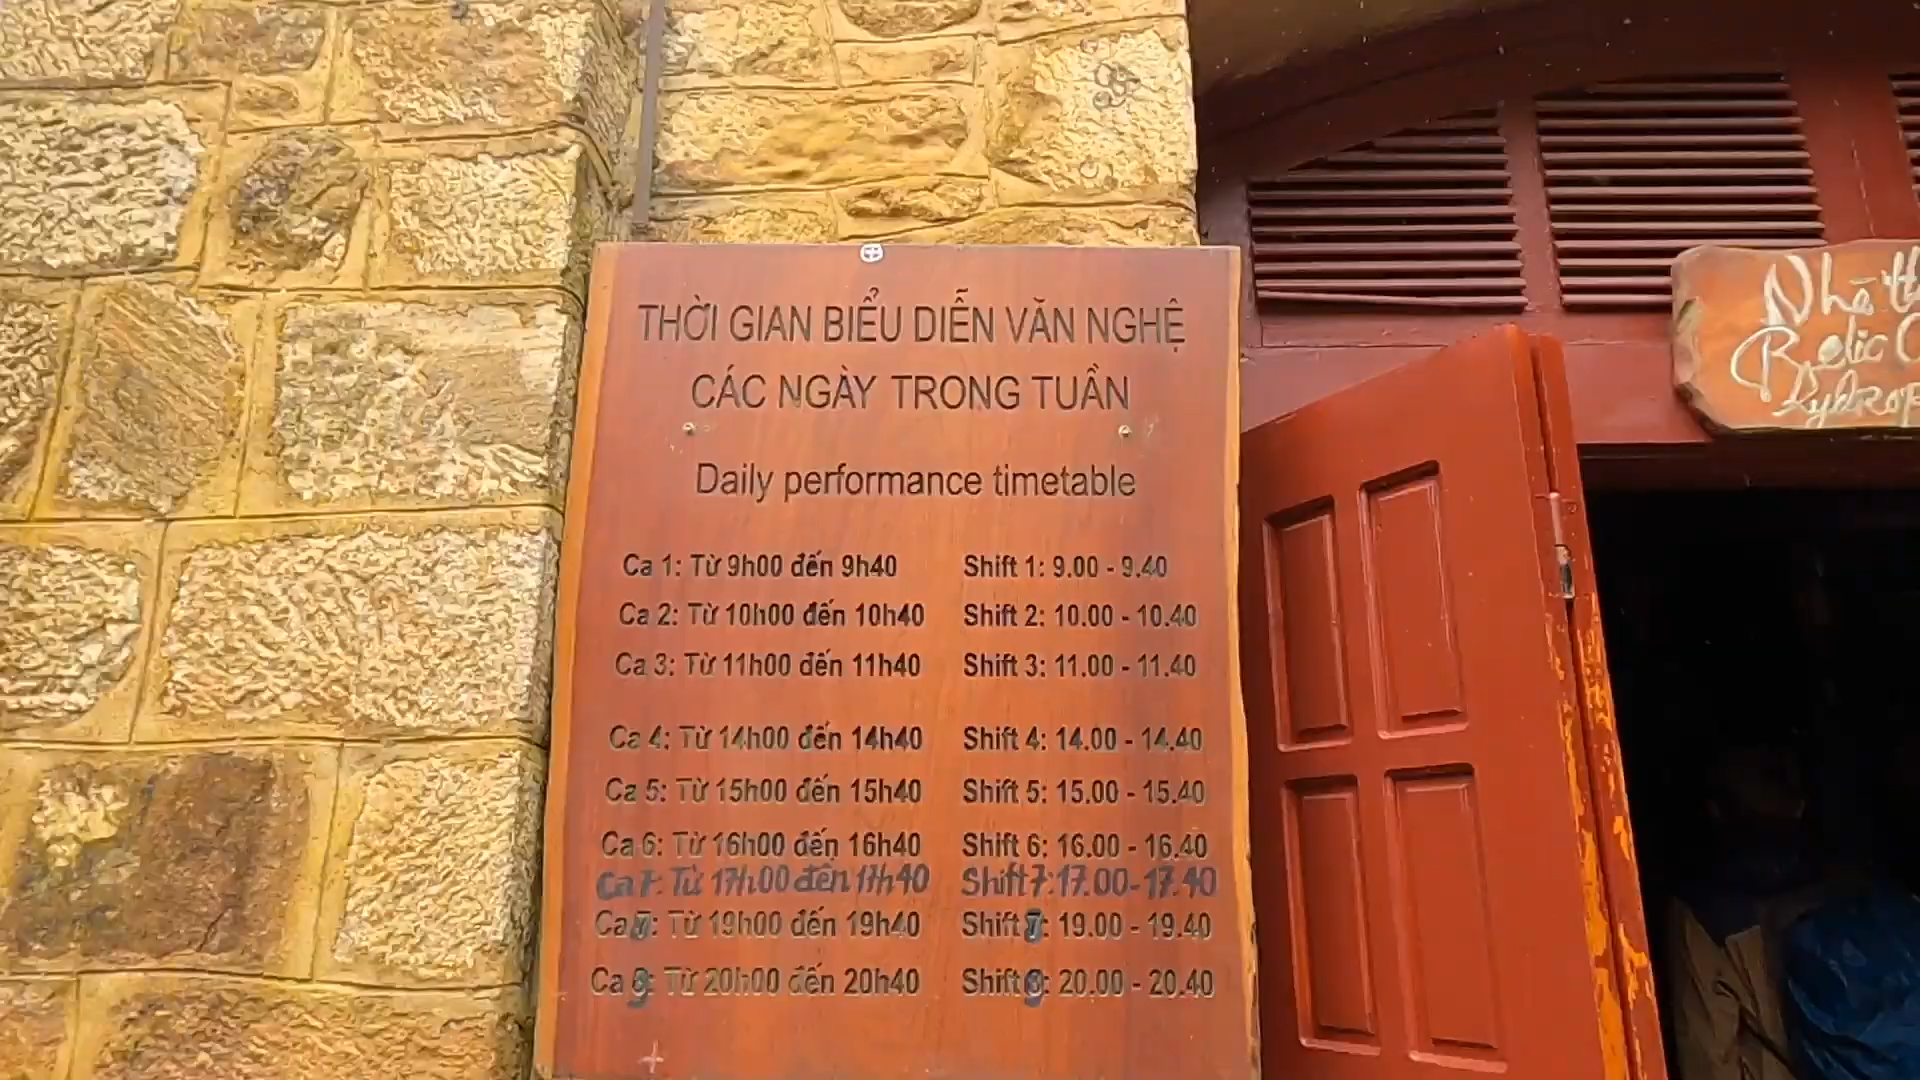 THỜI GIAN BIỂU DIỄN VĂN NGHỆ
CÁC NGÀY TRONG TUẦN
Daily performance timetable
Ca 1: Từ 9h00 đến 9h40 Shift 1: 9.00 - 9.40
Ca 2: Từ 10h00 đến 10h40 Shift 2: 10.00 - 10.40
Ca 3: Từ 11h00 đến 11h40 Shift 3: 11.00 - 11.40
Ca 4: Từ 14h00 đến 14h40 Shift 4: 14.00 - 14.40
Ca 5: Từ 15h00 đến 15h40 Shift 5: 15.00 - 15.40
Ca 6: Từ 16h00 đến 16h40 Shift 6: 16.00 - 16.40
Ca 7: Từ 17h00 đến 17h40 Shift 7: 17.00 - 17.40
Ca : Từ 19h00 đến 19h40 Shift : 19.00 - 19.40
Ca : Từ 20h00 đến 20h40 Shift : 20.00 - 20.40
Nhà
Relic